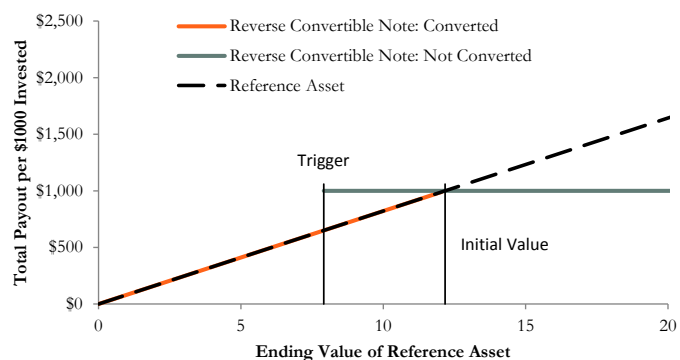 $2,500
$2,000
$1,500
$1,000
$500
$0
Total Payout per $1000 Invested
Reverse Convertible Note: Converted
Reverse Convertible Note: Not Converted
Reference Asset
Trigger
Initial Value
0 5 10 15 20
Ending Value of Reference Asset